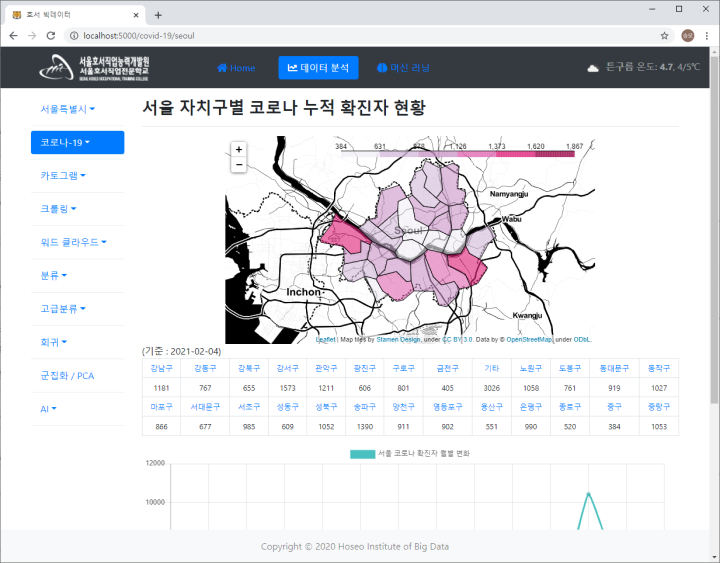 호서 빅데이터
localhost:5000/covid-19/seoul
서울호서직업능력개발원
서울호서직업전문학교
SEOUL HOSEO OCCUPATIONAL TRAINING COLLEGE
Home
데이터 분석
머신 러닝
튼구름 온도: 4.7, 4/5℃
서울특별시
코로나-19
카토그램
크롤링
워드 클라우드
분류
고급분류
회귀
군집화 / PCA
AI
서울 자치구별 코로나 누적 확진자 현황
+
−
384 631 878 1,126 1,373 1,620 1,867
Namyangju
Wabu
Seoul
Inchon
Kwangju
Leaflet | Map tiles by Stamen Design, under CC BY 3.0. Data by © OpenStreetMap, under ODbL.
(기준 : 2021-02-04)
강남구 강동구 강북구 강서구 관악구 광진구 구로구 금천구 기타 노원구 도봉구 동대문구 동작구
1181 767 655 1573 1211 606 801 405 3026 1058 761 919 1027
마포구 서대문구 서초구 성동구 성북구 송파구 양천구 영등포구 용산구 은평구 종로구 중구 중랑구
866 677 985 609 1052 1390 911 902 551 990 520 384 1053
서울 코로나 확진자 월별 변화
12000
10000
Copyright © 2020 Hoseo Institute of Big Data